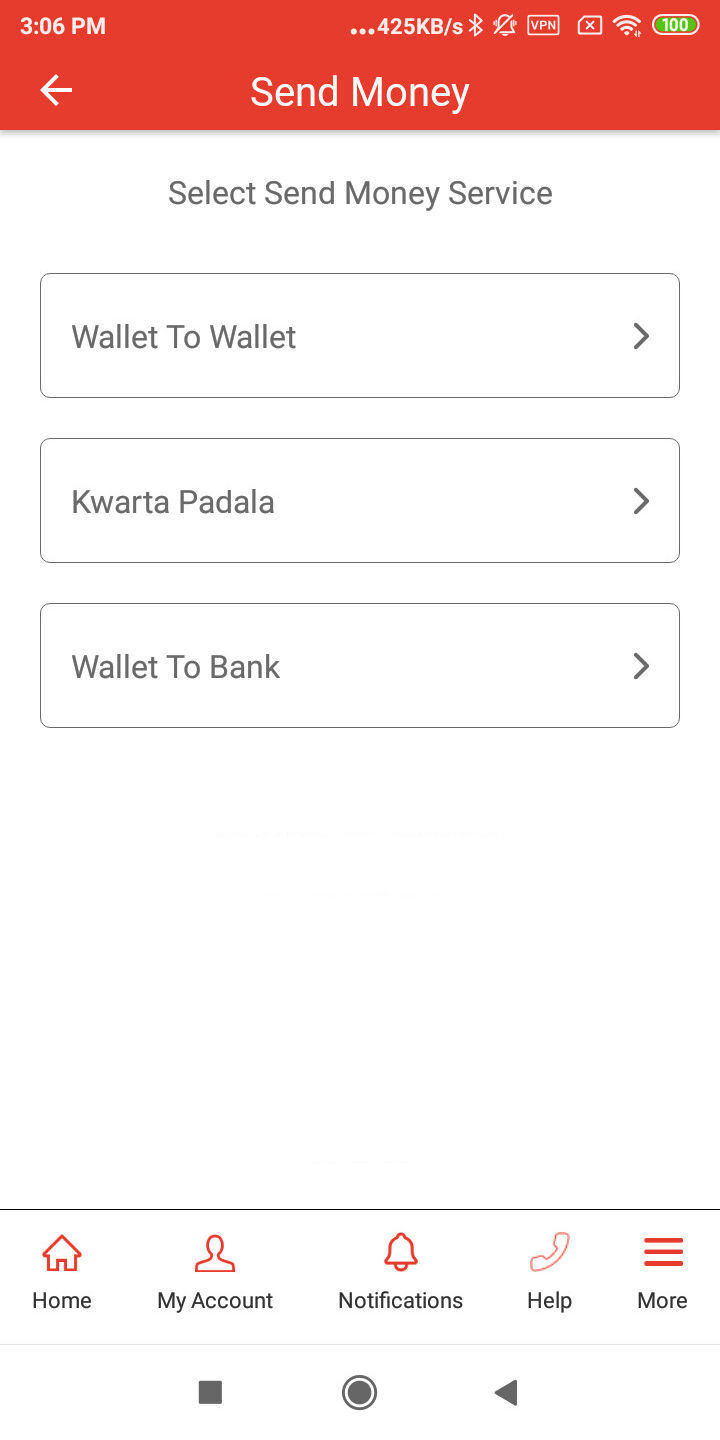 3:06 PM ...425KB/s VPN 100
Send Money
Select Send Money Service
Wallet To Wallet
Kwarta Padala
Wallet To Bank
Home My Account Notifications Help More